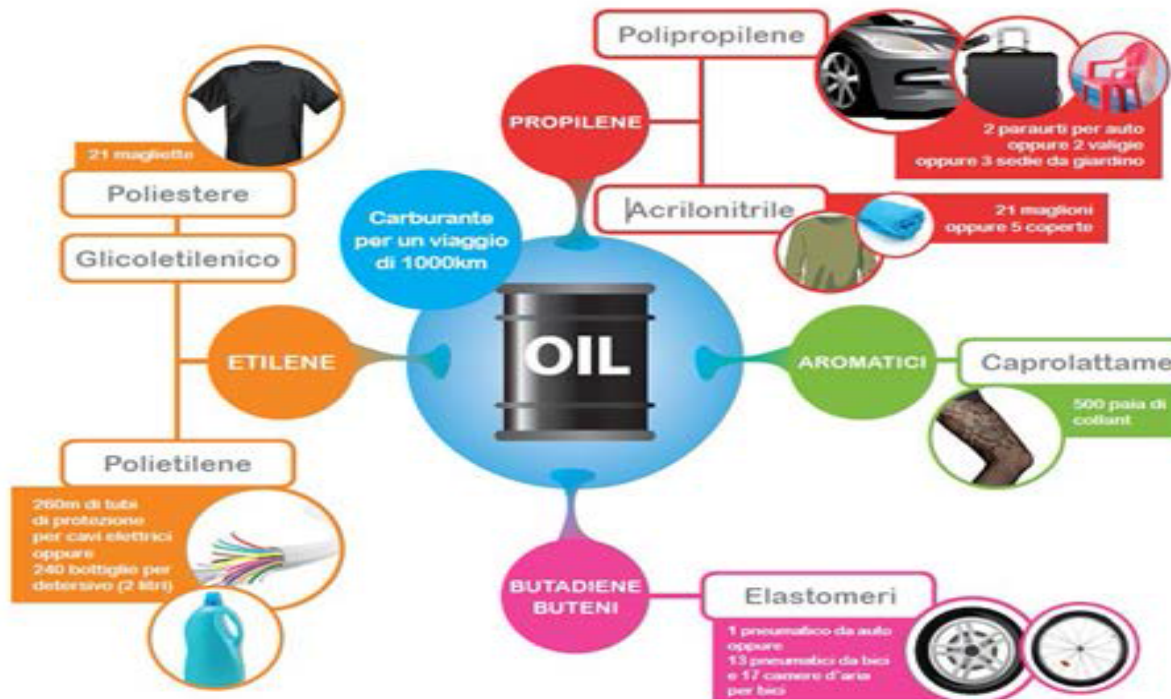 Polipropilene
PROPILENE
2 paraurti per auto
oppure 2 valigie
oppure 3 sedie da giardino
Acrilonitrile
21 maglioni
oppure 5 coperte
21 magliette
Poliestere
Glicoletilenico
ETILENE
Polietilene
260m di tubi
di protezione
per cavi elettrici
oppure
240 bottiglie per
detersivo (2 litri)
Carburante
per un viaggio
di 1000km
OIL
AROMATICI
Caprolattame
500 paia di
collant
BUTADIENE
BUTENI
Elastomeri
1 pneumatico da auto
oppure
13 pneumatici da bici
e 17 camere d'aria
per bici